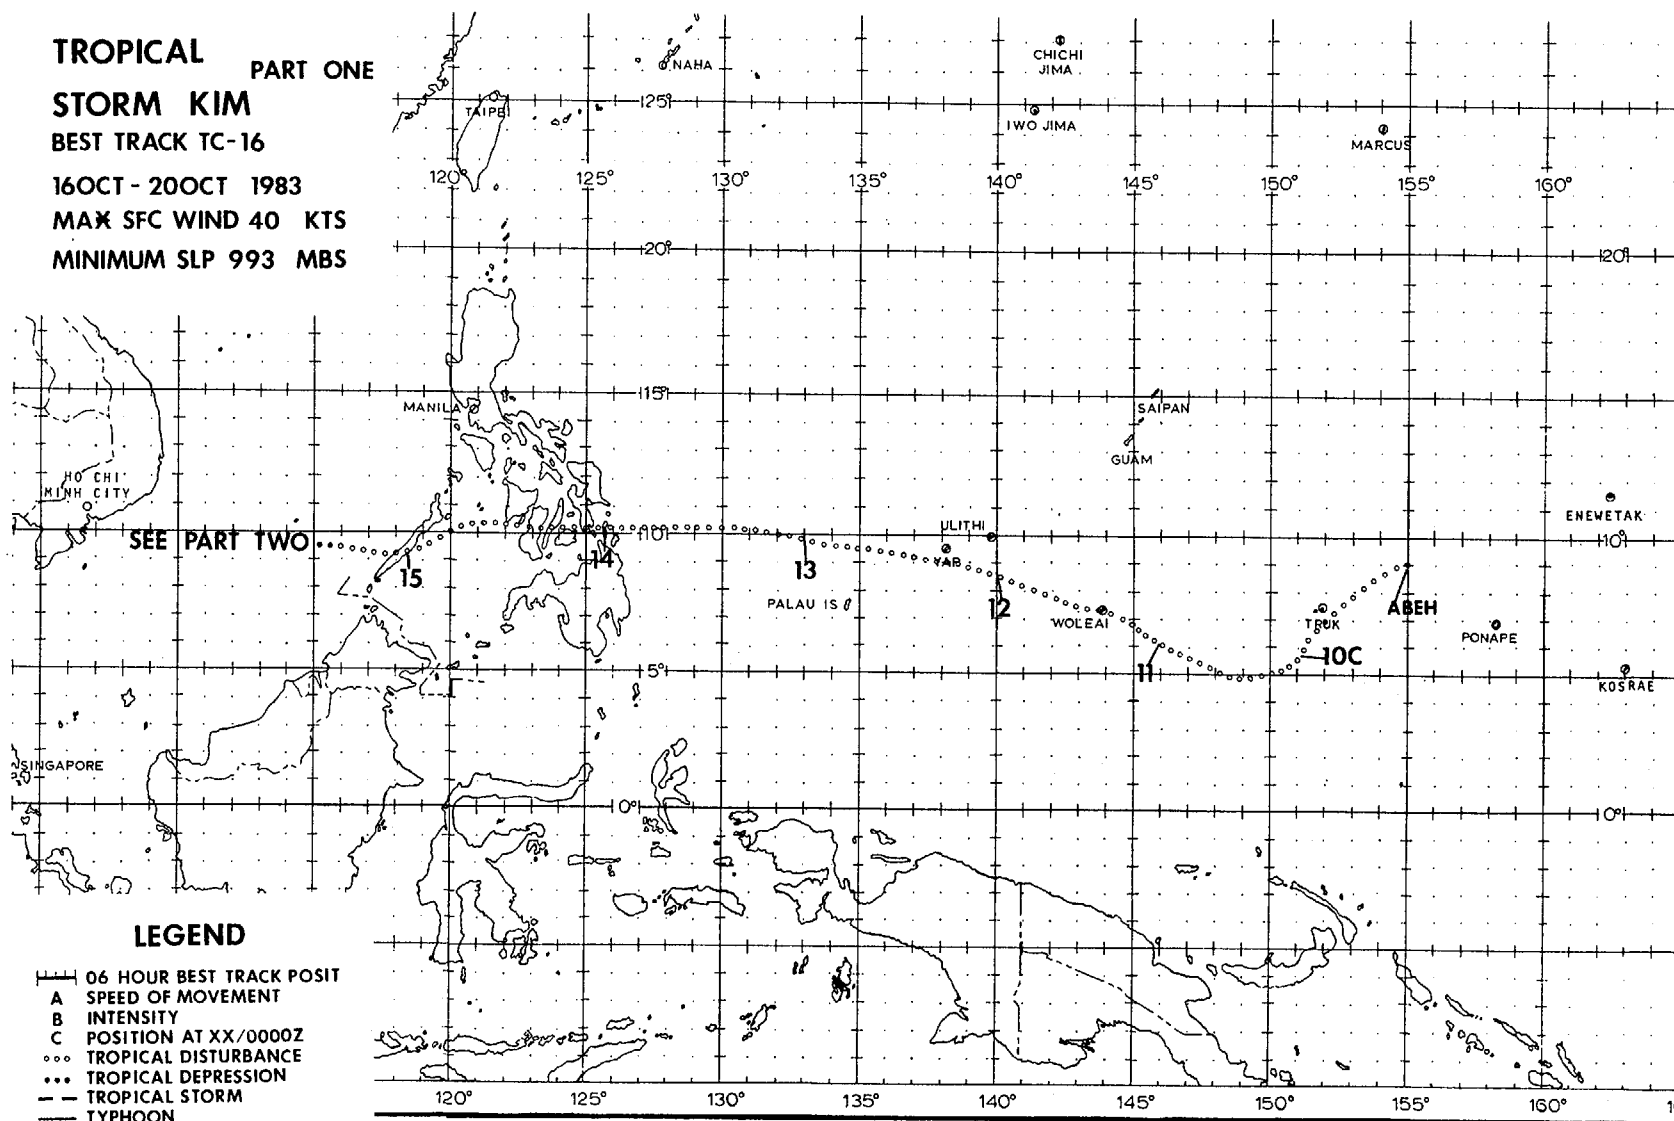 TROPICAL PART ONE
STORM KIM
BEST TRACK TC-16
16OCT - 20OCT 1983
MAX SFC WIND 40 KTS
MINIMUM SLP 993 MBS
NAHA
CHICHI
JIMA
TAIPEI
25°
IWO JIMA
MARCUS
120° 125° 130° 135° 140° 145° 150° 155° 160°
20° 20°
15°
MANILA
SAIPAN
GUAM
HO CHI
MINH CITY
ULITHI
ENEWETAK
SEE PART TWO
10° 10°
15
14
13
YAP
12
PALAU IS
WOLEAI
TRUK
ABEH
PONAPE
11
10C
5°
KOSRAE
SINGAPORE
0° 0°
LEGEND
06 HOUR BEST TRACK POSIT
A SPEED OF MOVEMENT
B INTENSITY
C POSITION AT XX/0000Z
°°° TROPICAL DISTURBANCE
••• TROPICAL DEPRESSION
— — TROPICAL STORM
— TYPHOON
120° 125° 130° 135° 140° 145° 150° 155° 160°